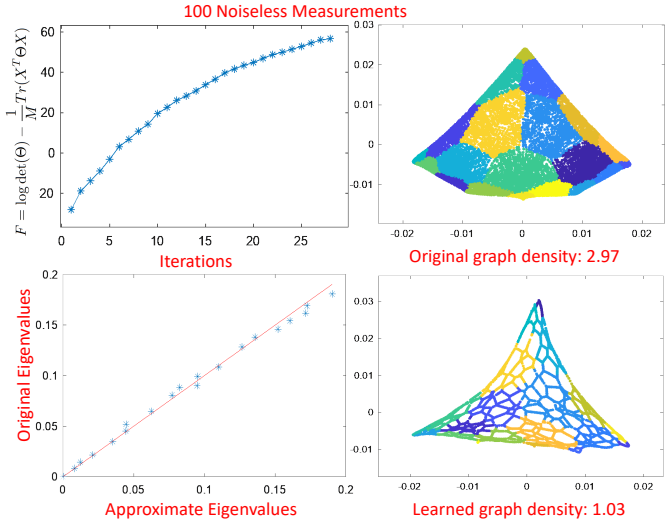 100 Noiseless Measurements
F = log det(Θ) − 1/M Tr(XᵀΘX)
60
40
20
0
20
0 5 10 15 20 25
Iterations
0.03
0.02
0.01
0
-0.01
-0.02 -0.01 0 0.01 0.02
Original graph density: 2.97
Original Eigenvalues
0.2
0.15
0.1
0.05
0
0 0.05 0.1 0.15 0.2
Approximate Eigenvalues
0.03
0.02
0.01
0
-0.01
-0.02 -0.01 0 0.01 0.02
Learned graph density: 1.03